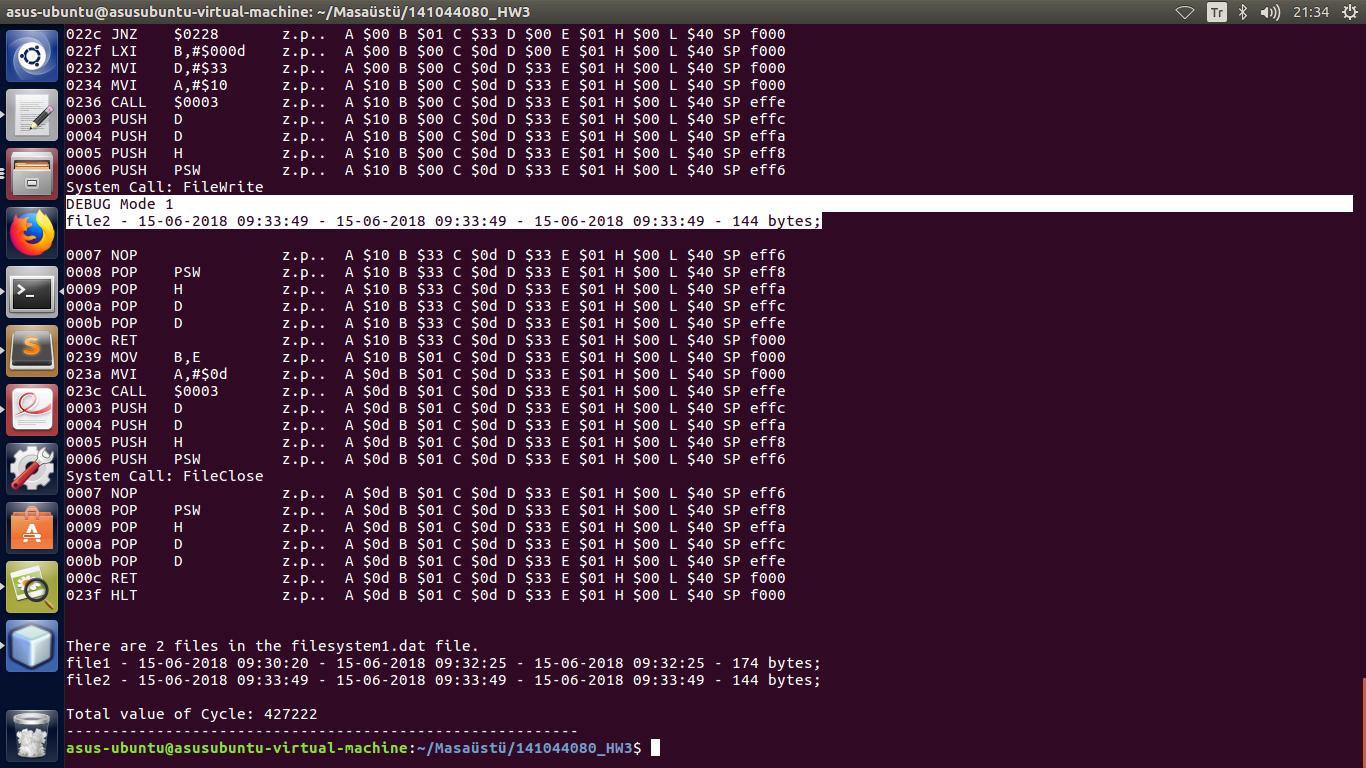 asus-ubuntu@asusubuntu-virtual-machine: ~/Masaüstü/141044080_HW3 Tr 21:34
022c JNZ $0228 z.p.. A $00 B $01 C $33 D $00 E $01 H $00 L $40 SP f000
022f LXI B,#$000d z.p.. A $00 B $00 C $0d D $00 E $01 H $00 L $40 SP f000
0232 MVI D,#$33 z.p.. A $00 B $00 C $0d D $33 E $01 H $00 L $40 SP f000
0234 MVI A,#$10 z.p.. A $10 B $00 C $0d D $33 E $01 H $00 L $40 SP f000
0236 CALL $0003 z.p.. A $10 B $00 C $0d D $33 E $01 H $00 L $40 SP effe
0003 PUSH D z.p.. A $10 B $00 C $0d D $33 E $01 H $00 L $40 SP effc
0004 PUSH D z.p.. A $10 B $00 C $0d D $33 E $01 H $00 L $40 SP effa
0005 PUSH H z.p.. A $10 B $00 C $0d D $33 E $01 H $00 L $40 SP eff8
0006 PUSH PSW z.p.. A $10 B $00 C $0d D $33 E $01 H $00 L $40 SP eff6
System Call: FileWrite
DEBUG Mode 1
file2 - 15-06-2018 09:33:49 - 15-06-2018 09:33:49 - 15-06-2018 09:33:49 - 144 bytes;
0007 NOP z.p.. A $10 B $33 C $0d D $33 E $01 H $00 L $40 SP eff6
0008 POP PSW z.p.. A $10 B $33 C $0d D $33 E $01 H $00 L $40 SP eff8
0009 POP H z.p.. A $10 B $33 C $0d D $33 E $01 H $00 L $40 SP effa
000a POP D z.p.. A $10 B $33 C $0d D $33 E $01 H $00 L $40 SP effc
000b POP D z.p.. A $10 B $33 C $0d D $33 E $01 H $00 L $40 SP effe
000c RET z.p.. A $10 B $33 C $0d D $33 E $01 H $00 L $40 SP f000
0239 MOV B,E z.p.. A $10 B $01 C $0d D $33 E $01 H $00 L $40 SP f000
023a MVI A,#$0d z.p.. A $0d B $01 C $0d D $33 E $01 H $00 L $40 SP f000
023c CALL $0003 z.p.. A $0d B $01 C $0d D $33 E $01 H $00 L $40 SP effe
0003 PUSH D z.p.. A $0d B $01 C $0d D $33 E $01 H $00 L $40 SP effc
0004 PUSH D z.p.. A $0d B $01 C $0d D $33 E $01 H $00 L $40 SP effa
0005 PUSH H z.p.. A $0d B $01 C $0d D $33 E $01 H $00 L $40 SP eff8
0006 PUSH PSW z.p.. A $0d B $01 C $0d D $33 E $01 H $00 L $40 SP eff6
System Call: FileClose
0007 NOP z.p.. A $0d B $01 C $0d D $33 E $01 H $00 L $40 SP eff6
0008 POP PSW z.p.. A $0d B $01 C $0d D $33 E $01 H $00 L $40 SP eff8
0009 POP H z.p.. A $0d B $01 C $0d D $33 E $01 H $00 L $40 SP effa
000a POP D z.p.. A $0d B $01 C $0d D $33 E $01 H $00 L $40 SP effc
000b POP D z.p.. A $0d B $01 C $0d D $33 E $01 H $00 L $40 SP effe
000c RET z.p.. A $0d B $01 C $0d D $33 E $01 H $00 L $40 SP f000
023f HLT z.p.. A $0d B $01 C $0d D $33 E $01 H $00 L $40 SP f000
There are 2 files in the filesystem1.dat file.
file1 - 15-06-2018 09:30:20 - 15-06-2018 09:32:25 - 15-06-2018 09:32:25 - 174 bytes;
file2 - 15-06-2018 09:33:49 - 15-06-2018 09:33:49 - 15-06-2018 09:33:49 - 144 bytes;
Total value of Cycle: 427222
---------------------------------------------------------
asus-ubuntu@asusubuntu-virtual-machine:~/Masaüstü/141044080_HW3$